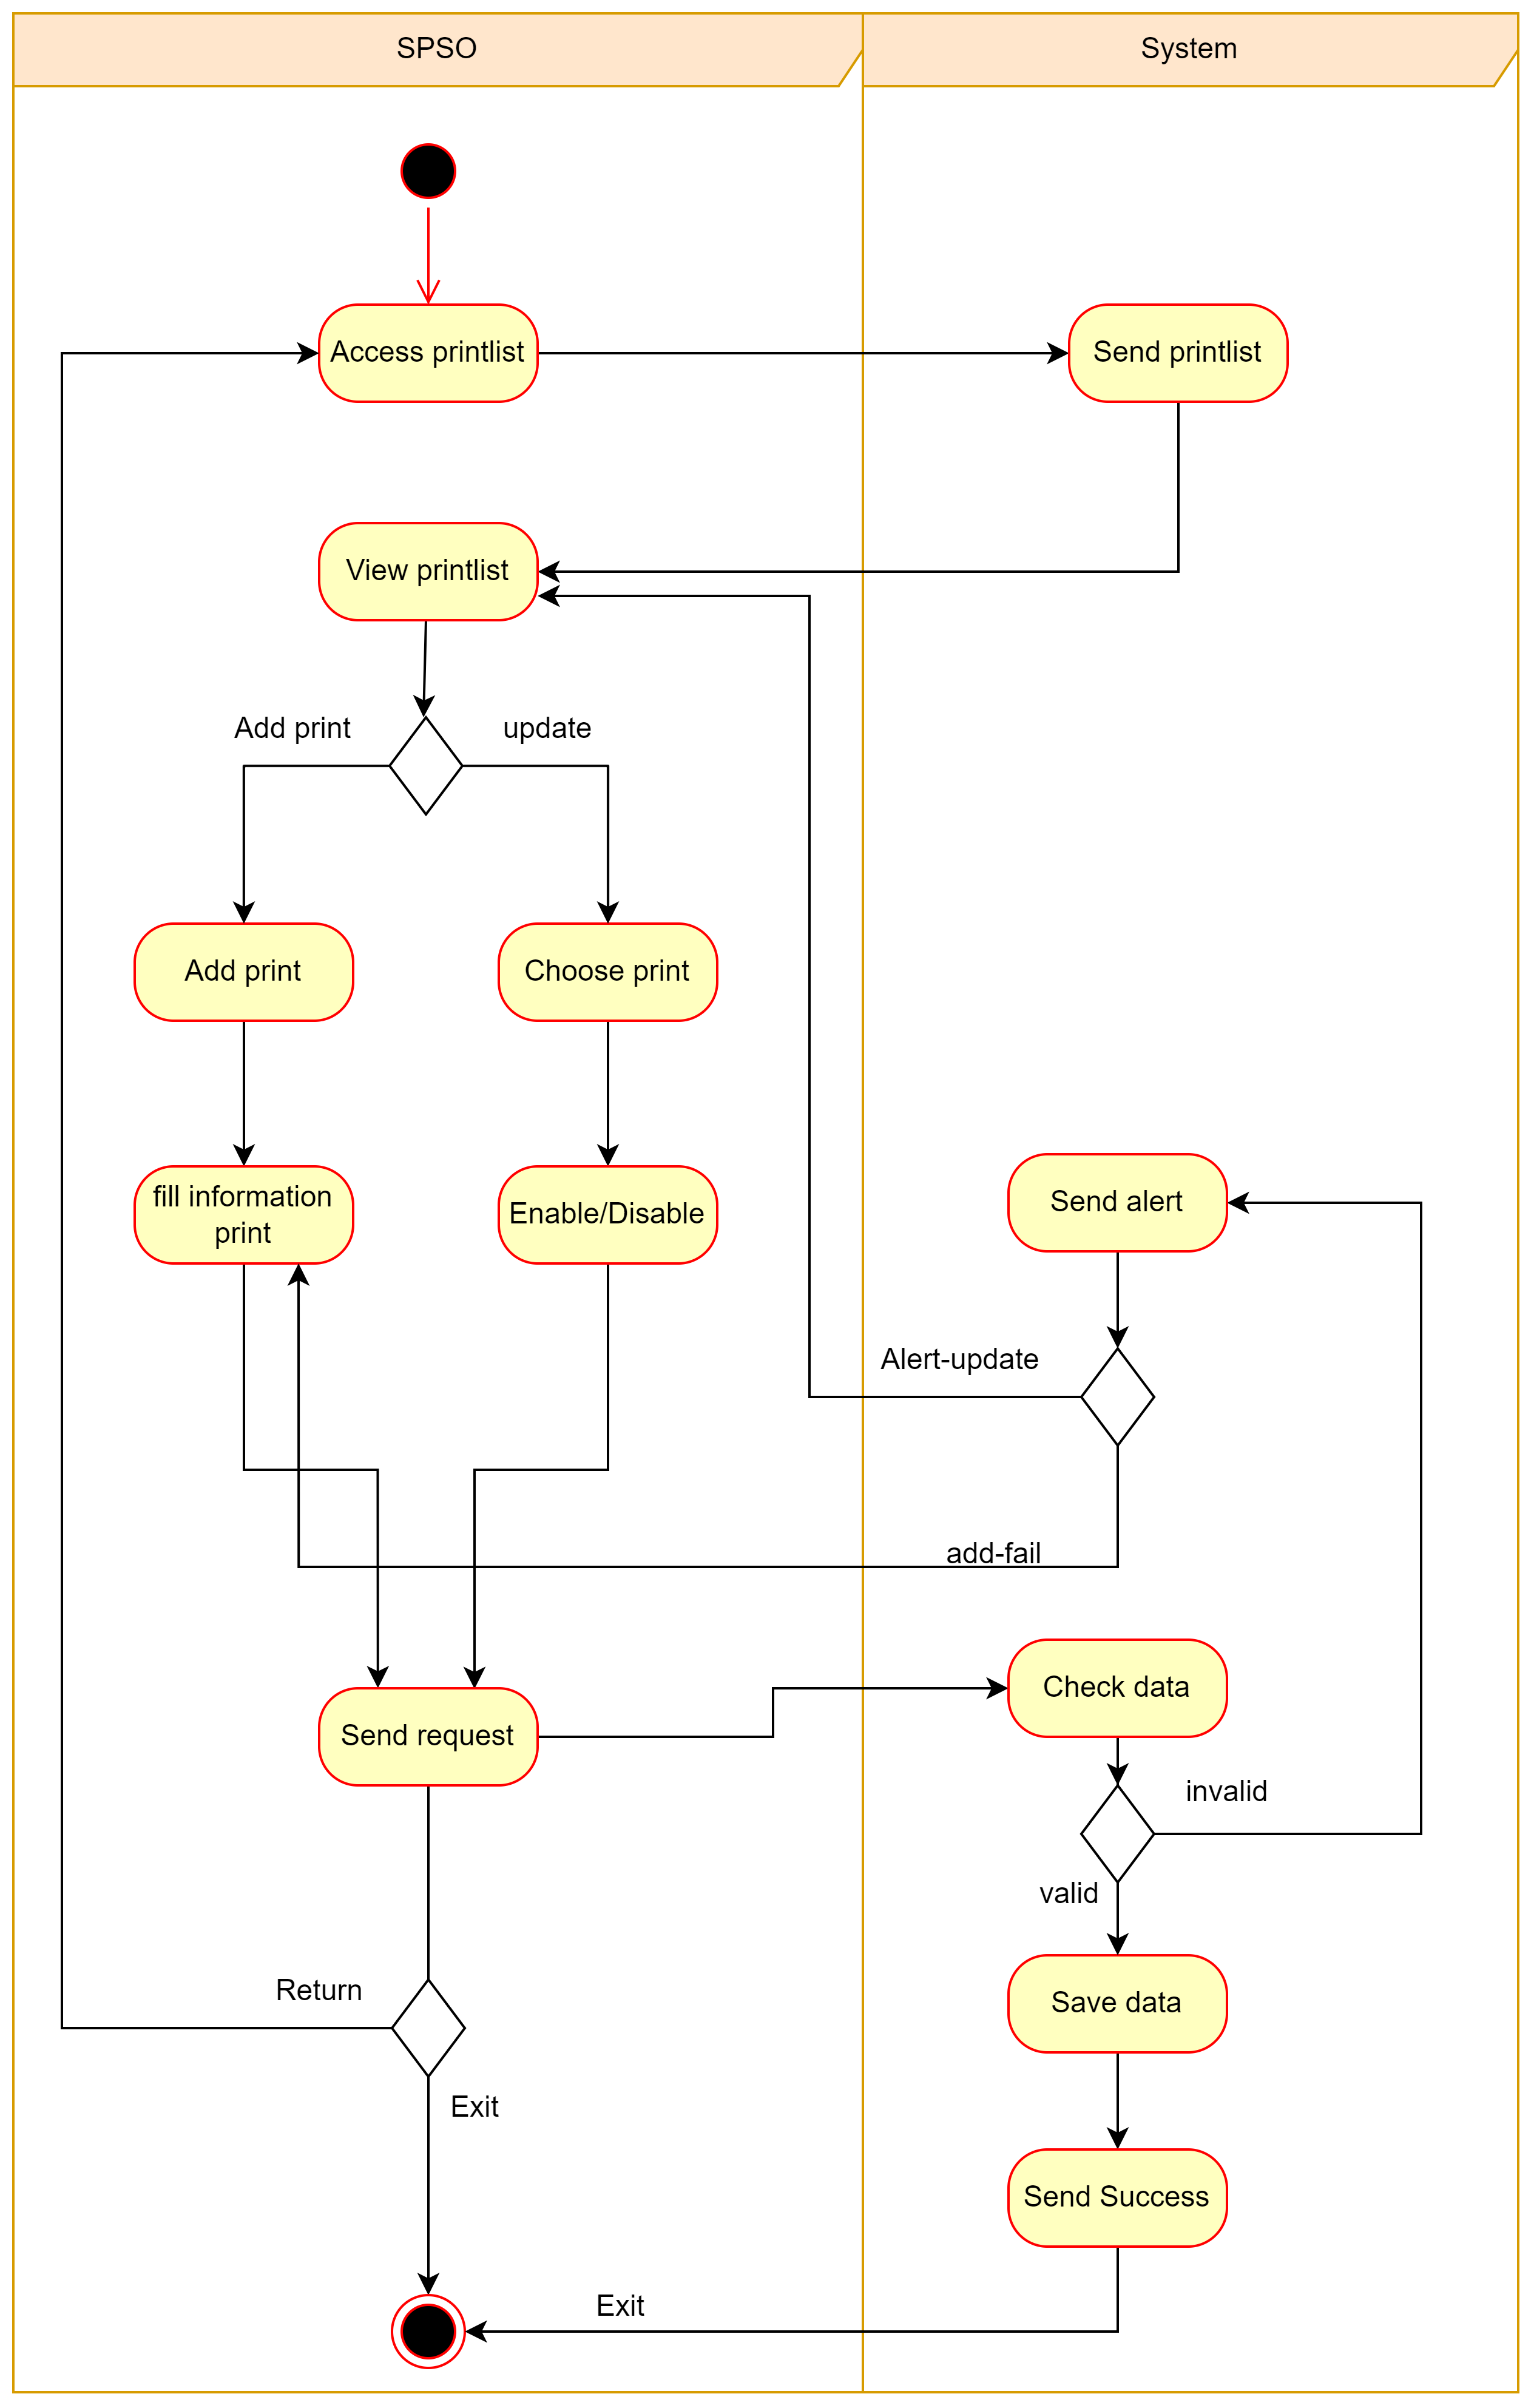 SPSO
System
Access printlist
Send printlist
View printlist
Add print
update
Add print
Choose print
fill information
print
Enable/Disable
Send alert
Alert-update
add-fail
Check data
Send request
invalid
valid
Return
Save data
Exit
Send Success
Exit